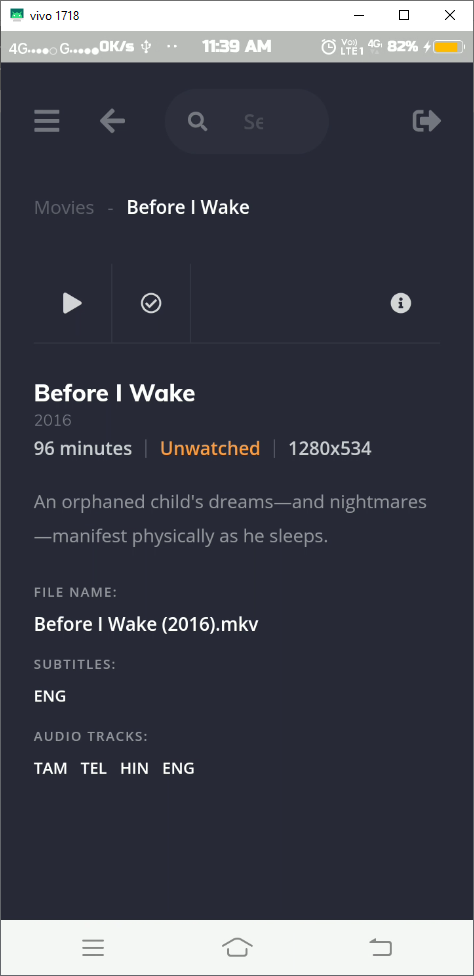 vivo 1718
4G G 0K/s 11:39 AM Vo)) LTE1 4G 82%
Se
Movies - Before I Wake
Before I Wake
2016
96 minutes | Unwatched | 1280x534
An orphaned child's dreams—and nightmares
—manifest physically as he sleeps.
FILE NAME:
Before I Wake (2016).mkv
SUBTITLES:
ENG
AUDIO TRACKS:
TAM TEL HIN ENG